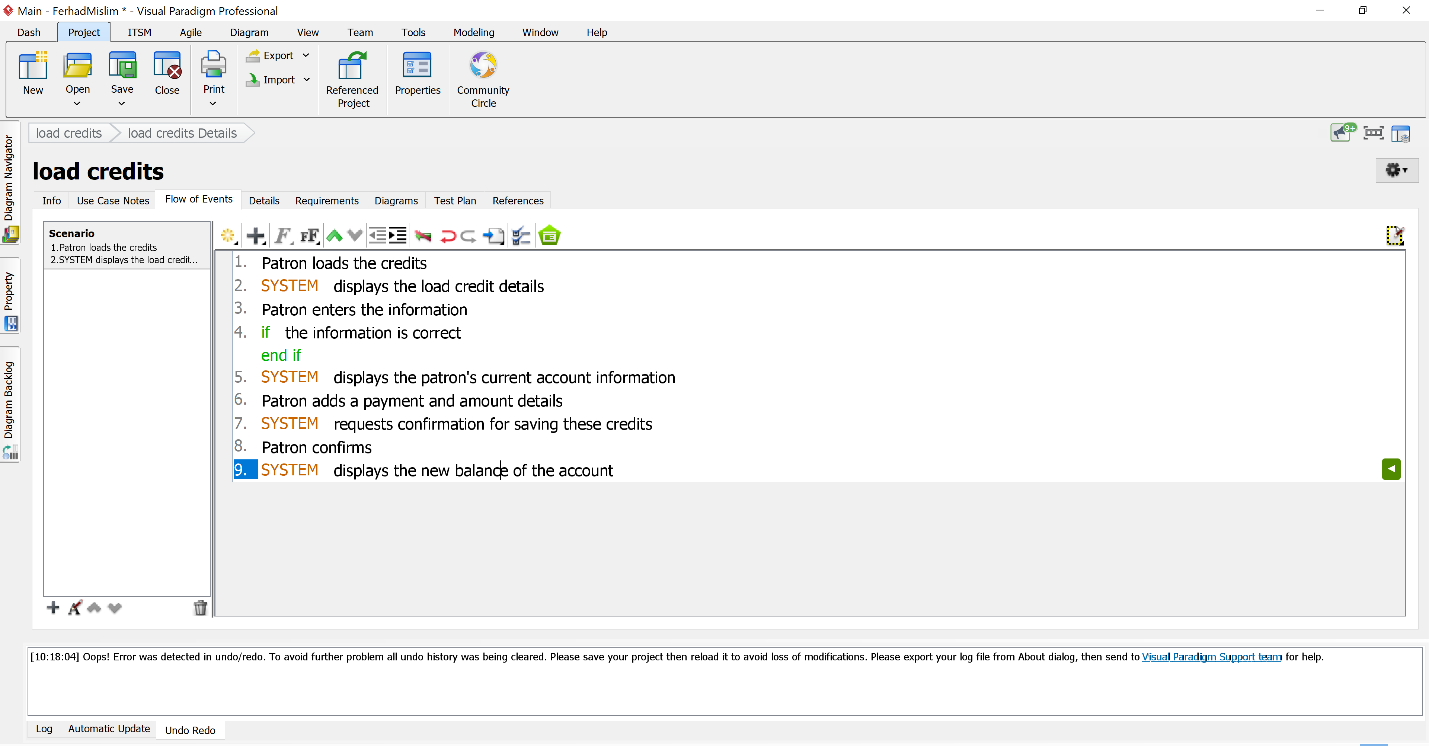 Main - FerhadMislim * - Visual Paradigm Professional
Dash Project ITSM Agile Diagram View Team Tools Modeling Window Help
New Open Save Close Print Export Import Referenced Project Properties Community Circle
load credits load credits Details
9+
load credits
Info Use Case Notes Flow of Events Details Requirements Diagrams Test Plan References
Diagram Navigator
Property
Diagram Backlog
Scenario
1.Patron loads the credits
2.SYSTEM displays the load credit...
F FF
1. Patron loads the credits
2. SYSTEM displays the load credit details
3. Patron enters the information
4. if the information is correct
end if
5. SYSTEM displays the patron's current account information
6. Patron adds a payment and amount details
7. SYSTEM requests confirmation for saving these credits
8. Patron confirms
9. SYSTEM displays the new balance of the account
[10:18:04] Oops! Error was detected in undo/redo. To avoid further problem all undo history was being cleared. Please save your project then reload it to avoid loss of modifications. Please export your log file from About dialog, then send to Visual Paradigm Support team for help.
Log Automatic Update Undo Redo